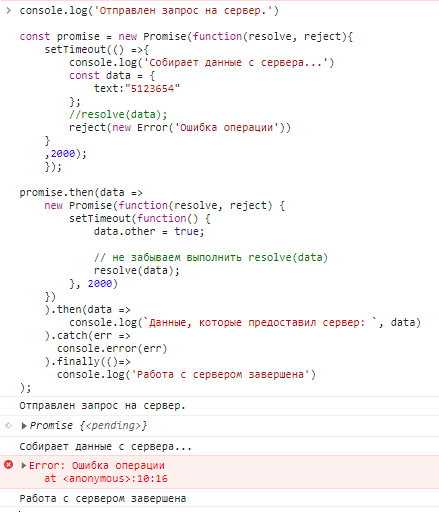 console.log('Отправлен запрос на сервер.')
const promise = new Promise(function(resolve, reject){
setTimeout(() =>{
console.log('Собирает данные с сервера...')
const data = {
text:"5123654"
};
//resolve(data);
reject(new Error('Ошибка операции'))
}
,2000);
});
promise.then(data =>
new Promise(function(resolve, reject) {
setTimeout(function() {
data.other = true;
// не забываем выполнить resolve(data)
resolve(data);
}, 2000)
})
).then(data =>
console.log(`Данные, которые предоставил сервер: `, data)
).catch(err =>
console.error(err)
).finally(()=>
console.log('Работа с сервером завершена')
);
Отправлен запрос на сервер.
Promise {<pending>}
Собирает данные с сервера...
Error: Ошибка операции
at <anonymous>:10:16
Работа с сервером завершена